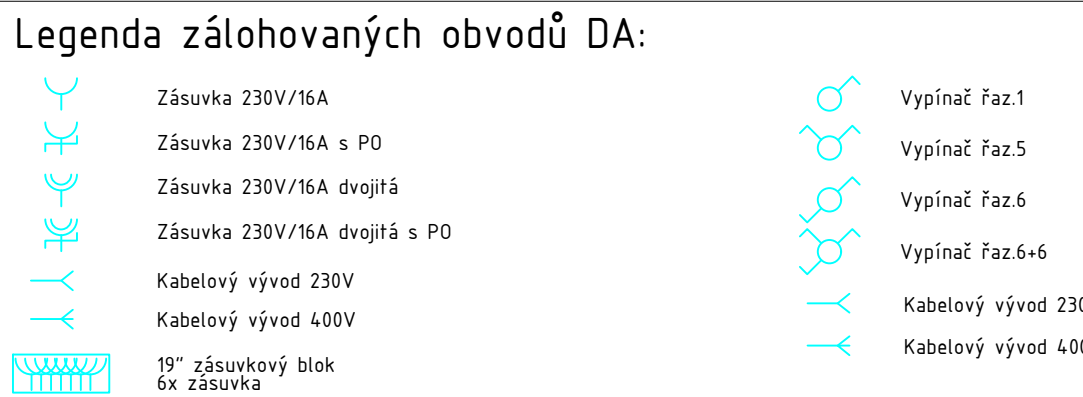 Legenda zálohovaných obvodů DA:
Zásuvka 230V/16A
Zásuvka 230V/16A s PO
Zásuvka 230V/16A dvojitá
Zásuvka 230V/16A dvojitá s PO
Kabelový vývod 230V
Kabelový vývod 400V
19" zásuvkový blok
6x zásuvka
Vypínač řaz.1
Vypínač řaz.5
Vypínač řaz.6
Vypínač řaz.6+6
Kabelový vývod 230
Kabelový vývod 400